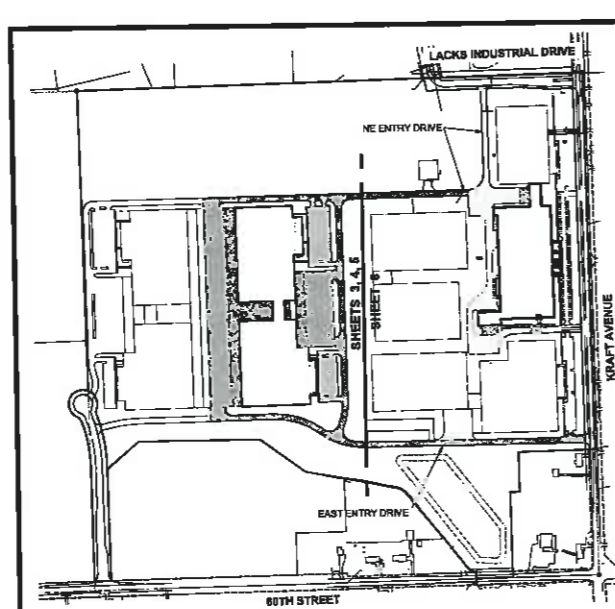 LACKS INDUSTRIAL DRIVE
NE ENTRY DRIVE
SHEETS 3, 4, 5
SHEET 6
KRAFT AVENUE
EAST ENTRY DRIVE
60TH STREET